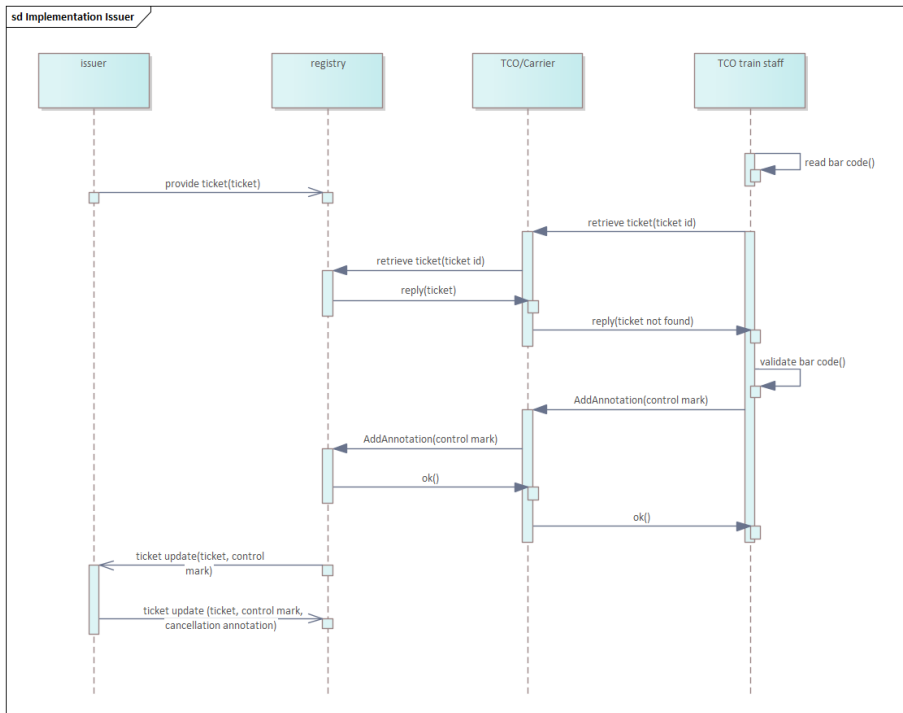 sd Implementation Issuer
issuer
registry
TCO/Carrier
TCO train staff
read bar code()
provide ticket(ticket)
retrieve ticket(ticket id)
retrieve ticket(ticket id)
reply(ticket)
reply(ticket not found)
validate bar code()
AddAnnotation(control mark)
AddAnnotation(control mark)
ok()
ok()
ticket update(ticket, control
mark)
ticket update (ticket, control mark,
cancellation annotation)